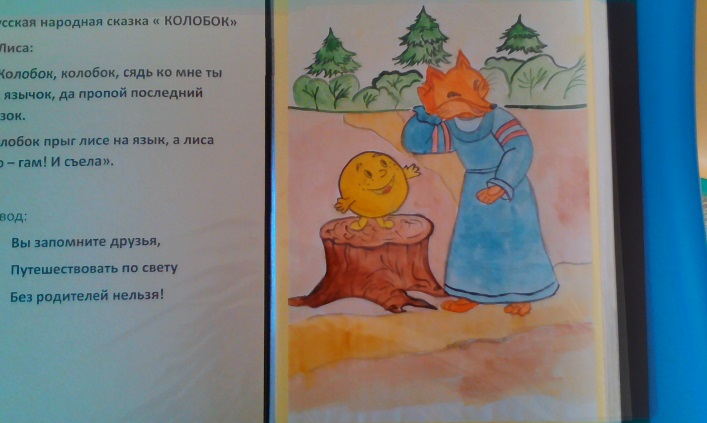 усская народная сказка « КОЛОБОК»
Лиса:
Колобок, колобок, сядь ко мне ты
язычок, да пропой последний
зок.
лобок прыг лисе на язык, а лиса
о – гам! И съела».
вод:
Вы запомните друзья,
Путешествовать по свету
Без родителей нельзя!